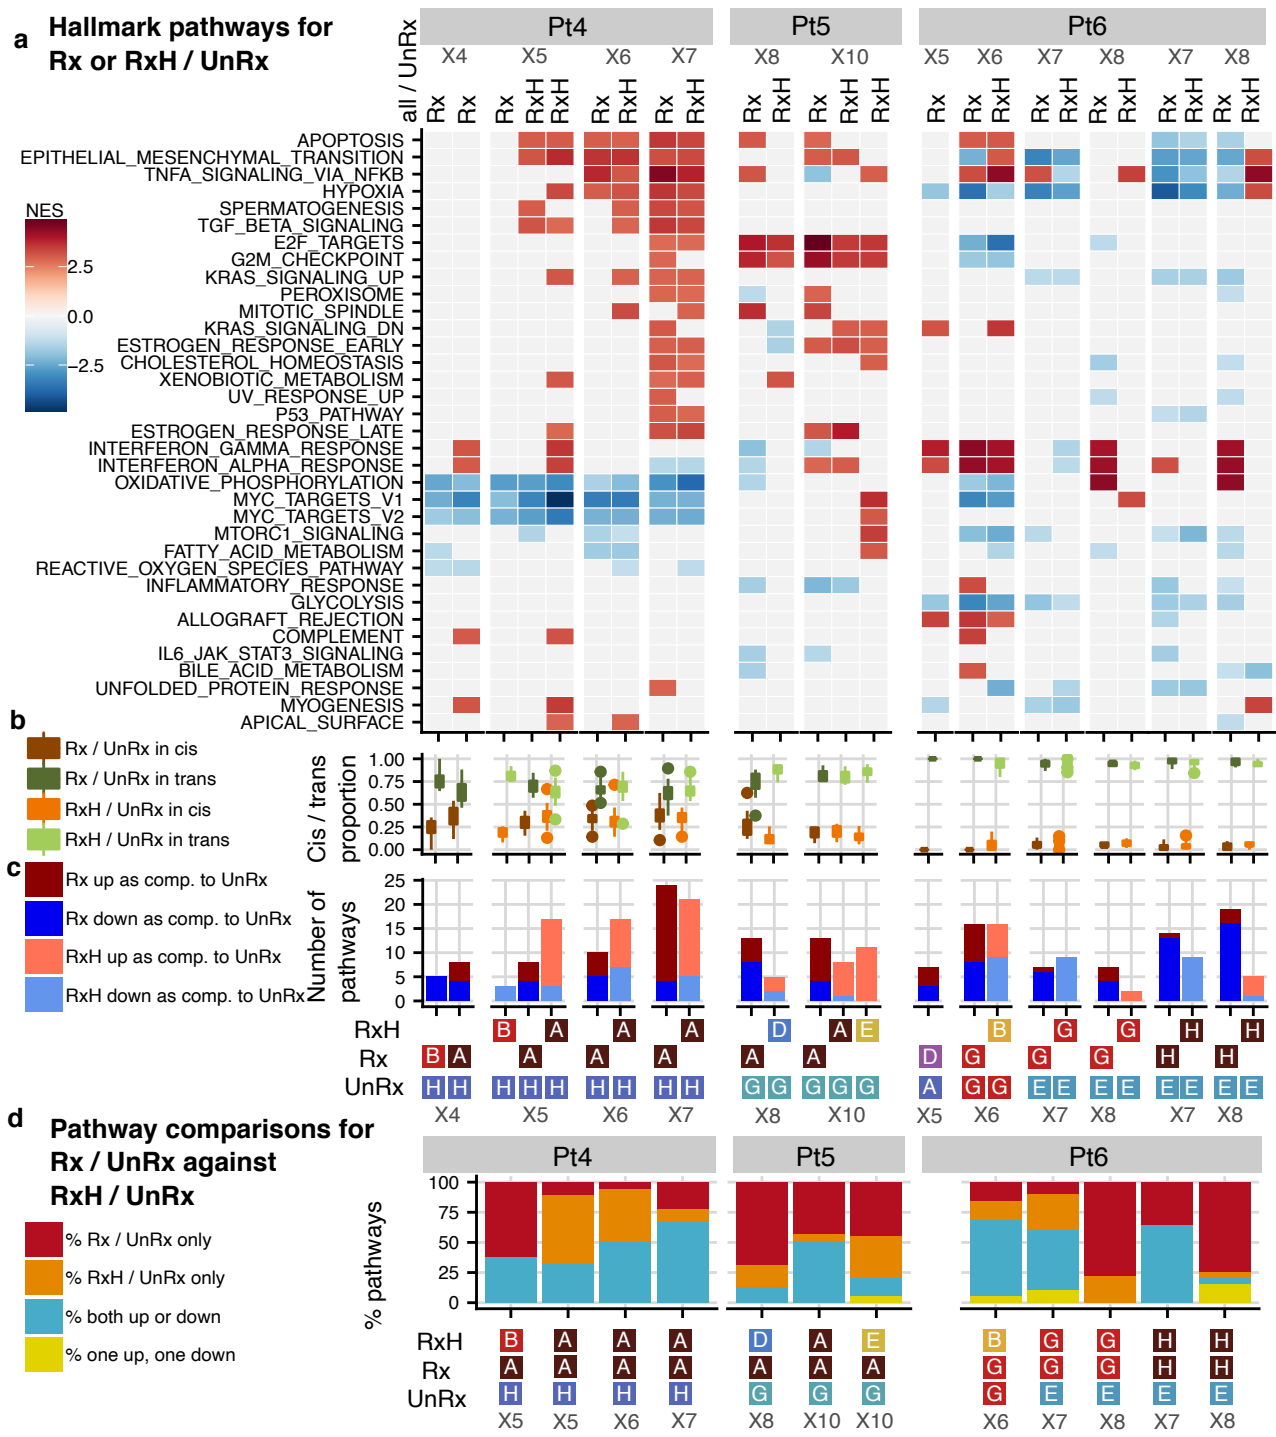 a Hallmark pathways for
Rx or RxH / UnRx
all / UnRx
Pt4 Pt5 Pt6
X4 X5 X6 X7 X8 X10 X5 X6 X7 X8 X7 X8
Rx Rx Rx RxH RxH Rx RxH Rx RxH Rx RxH Rx RxH RxH Rx Rx RxH Rx RxH Rx RxH Rx RxH Rx RxH
APOPTOSIS
EPITHELIAL_MESENCHYMAL_TRANSITION
TNFA_SIGNALING_VIA_NFKB
HYPOXIA
SPERMATOGENESIS
TGF_BETA_SIGNALING
E2F_TARGETS
G2M_CHECKPOINT
KRAS_SIGNALING_UP
PEROXISOME
MITOTIC_SPINDLE
KRAS_SIGNALING_DN
ESTROGEN_RESPONSE_EARLY
CHOLESTEROL_HOMEOSTASIS
XENOBIOTIC_METABOLISM
UV_RESPONSE_UP
P53_PATHWAY
ESTROGEN_RESPONSE_LATE
INTERFERON_GAMMA_RESPONSE
INTERFERON_ALPHA_RESPONSE
OXIDATIVE_PHOSPHORYLATION
MYC_TARGETS_V1
MYC_TARGETS_V2
MTORC1_SIGNALING
FATTY_ACID_METABOLISM
REACTIVE_OXYGEN_SPECIES_PATHWAY
INFLAMMATORY_RESPONSE
GLYCOLYSIS
ALLOGRAFT_REJECTION
COMPLEMENT
IL6_JAK_STAT3_SIGNALING
BILE_ACID_METABOLISM
UNFOLDED_PROTEIN_RESPONSE
MYOGENESIS
APICAL_SURFACE
NES
2.5
0.0
−2.5
b
Rx / UnRx in cis
Rx / UnRx in trans
RxH / UnRx in cis
RxH / UnRx in trans
Cis / trans
proportion
1.00
0.75
0.50
0.25
0.00
c
Rx up as comp. to UnRx
Rx down as comp. to UnRx
RxH up as comp. to UnRx
RxH down as comp. to UnRx
Number of
pathways
25
20
15
10
5
0
RxH B A A A D A E B G G H H
Rx B A A A A A A D G G G H H
UnRx H H H H H H H H H G G G G G A G G E E E E E E E E
X4 X5 X6 X7 X8 X10 X5 X6 X7 X8 X7 X8
d Pathway comparisons for
Rx / UnRx against
RxH / UnRx
Pt4 Pt5 Pt6
% Rx / UnRx only
% RxH / UnRx only
% both up or down
% one up, one down
% pathways
100
75
50
25
0
RxH B A A A D A E B G G H H
Rx A A A A A A A G G G H H
UnRx H H H H G G G G E E E E
X5 X5 X6 X7 X8 X10 X10 X6 X7 X8 X7 X8